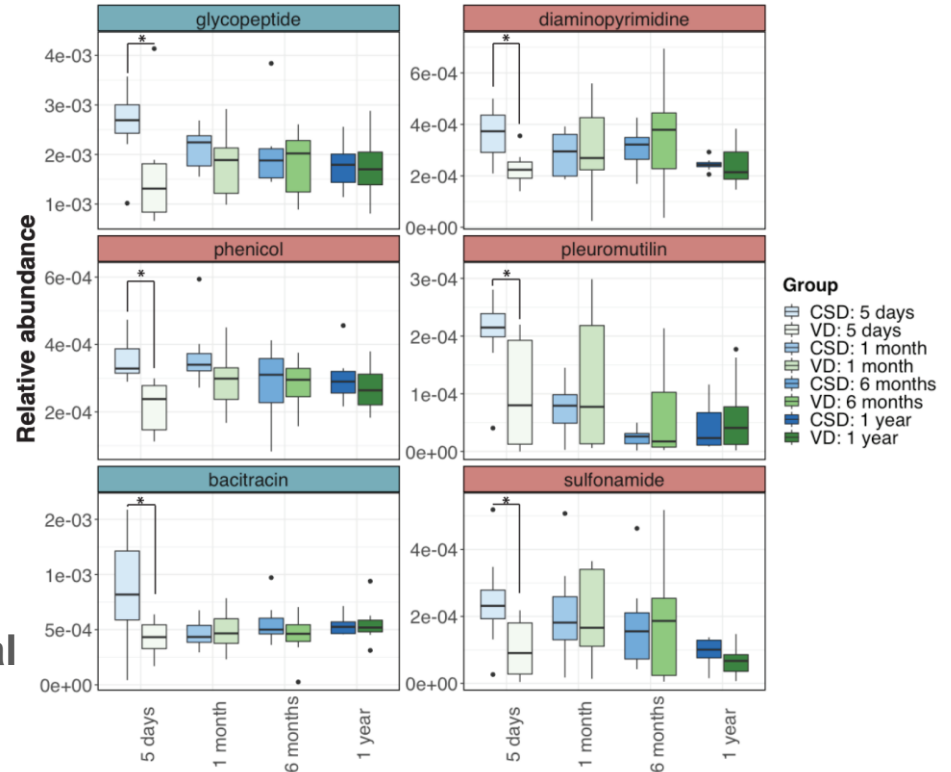 glycopeptide
4e-03
3e-03
2e-03
1e-03
*
diaminopyrimidine
6e-04
4e-04
2e-04
0e+00
*
phenicol
6e-04
4e-04
2e-04
*
pleuromutilin
3e-04
2e-04
1e-04
0e+00
*
bacitracin
2e-03
1e-03
5e-04
0e+00
*
sulfonamide
4e-04
2e-04
0e+00
*
Relative abundance
al
5 days
1 month
6 months
1 year
5 days
1 month
6 months
1 year
Group
CSD: 5 days
VD: 5 days
CSD: 1 month
VD: 1 month
CSD: 6 months
VD: 6 months
CSD: 1 year
VD: 1 year